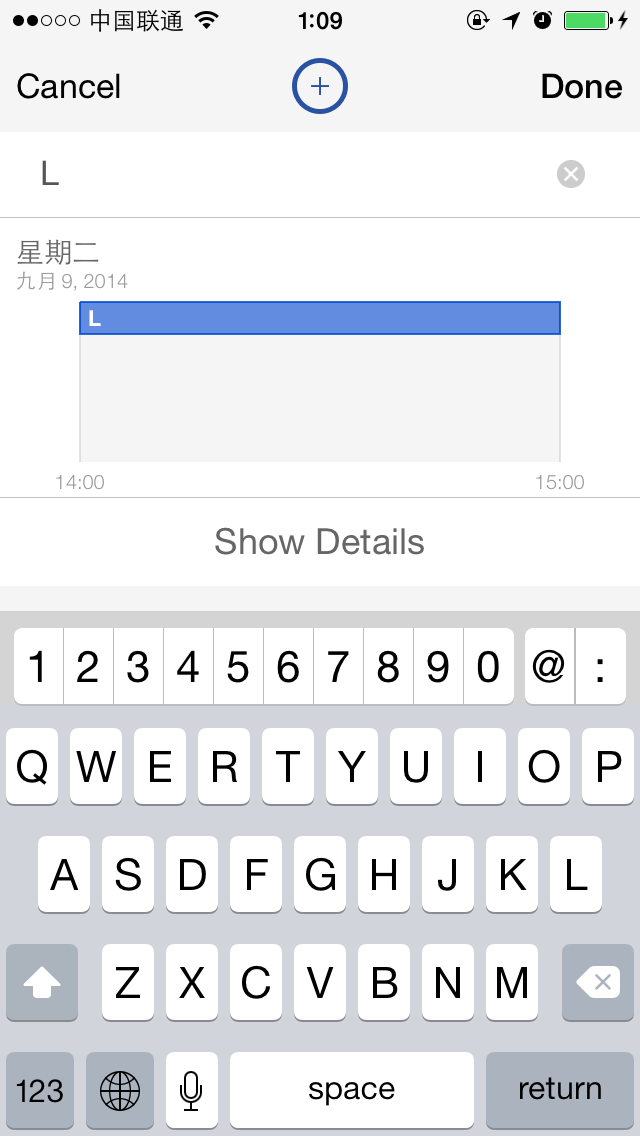 中国联通 1:09
Cancel + Done
L
星期二
九月 9, 2014
L
14:00 15:00
Show Details
1 2 3 4 5 6 7 8 9 0 @ :
Q W E R T Y U I O P
A S D F G H J K L
Z X C V B N M
123 space return